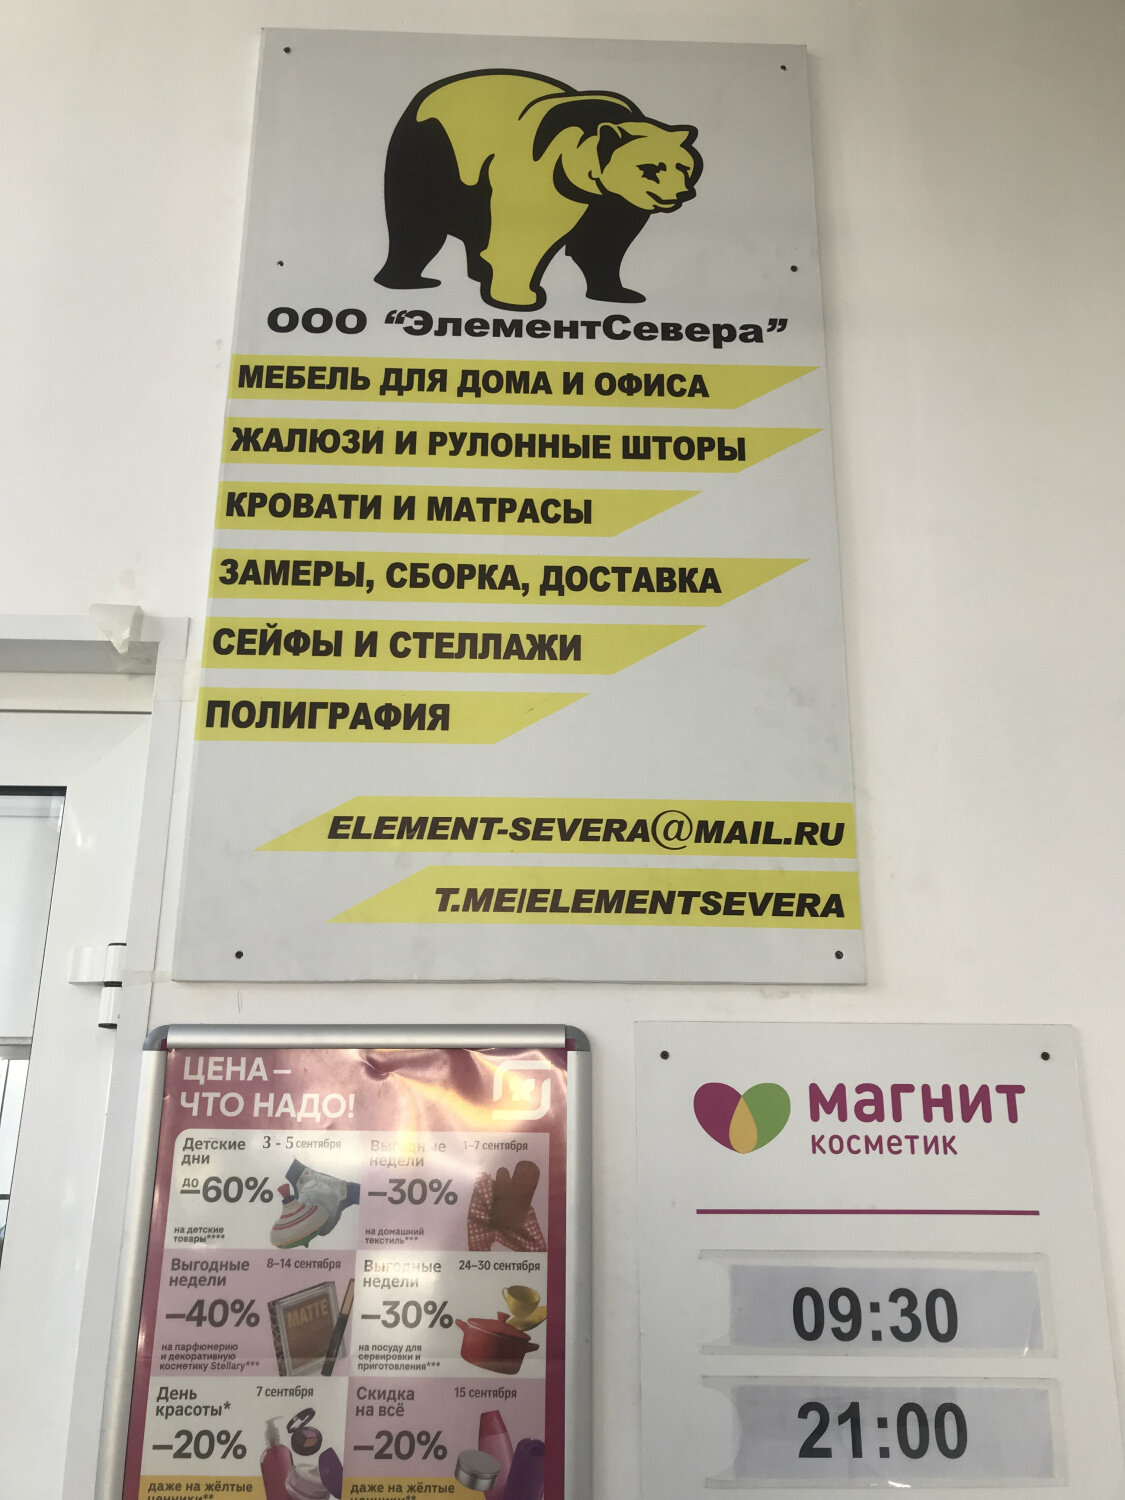 ООО “ЭлементСевера”
МЕБЕЛЬ ДЛЯ ДОМА И ОФИСА
ЖАЛЮЗИ И РУЛОННЫЕ ШТОРЫ
КРОВАТИ И МАТРАСЫ
ЗАМЕРЫ, СБОРКА, ДОСТАВКА
СЕЙФЫ И СТЕЛЛАЖИ
ПОЛИГРАФИЯ
ELEMENT-SEVERA@MAIL.RU
T.ME/ELEMENTSEVERA
ЦЕНА –
ЧТО НАДО!
Детские
дни
3 - 5 сентября
до
–60%
на детские
товары****
Выгодные
недели
1–7 сентября
–30%
на домашний
текстиль***
Выгодные
недели
8–14 сентября
–40%
на парфюмерию
и декоративную
косметику Stellary***
MATTE
Выгодные
недели
24–30 сентября
–30%
на посуду для
сервировки и
приготовления***
День
красоты*
7 сентября
–20%
даже на жёлтые
ценники**
Скидка
на всё
15 сентября
–20%
даже на жёлтые
ценники**
МАГНИТ
КОСМЕТИК
09:30
21:00